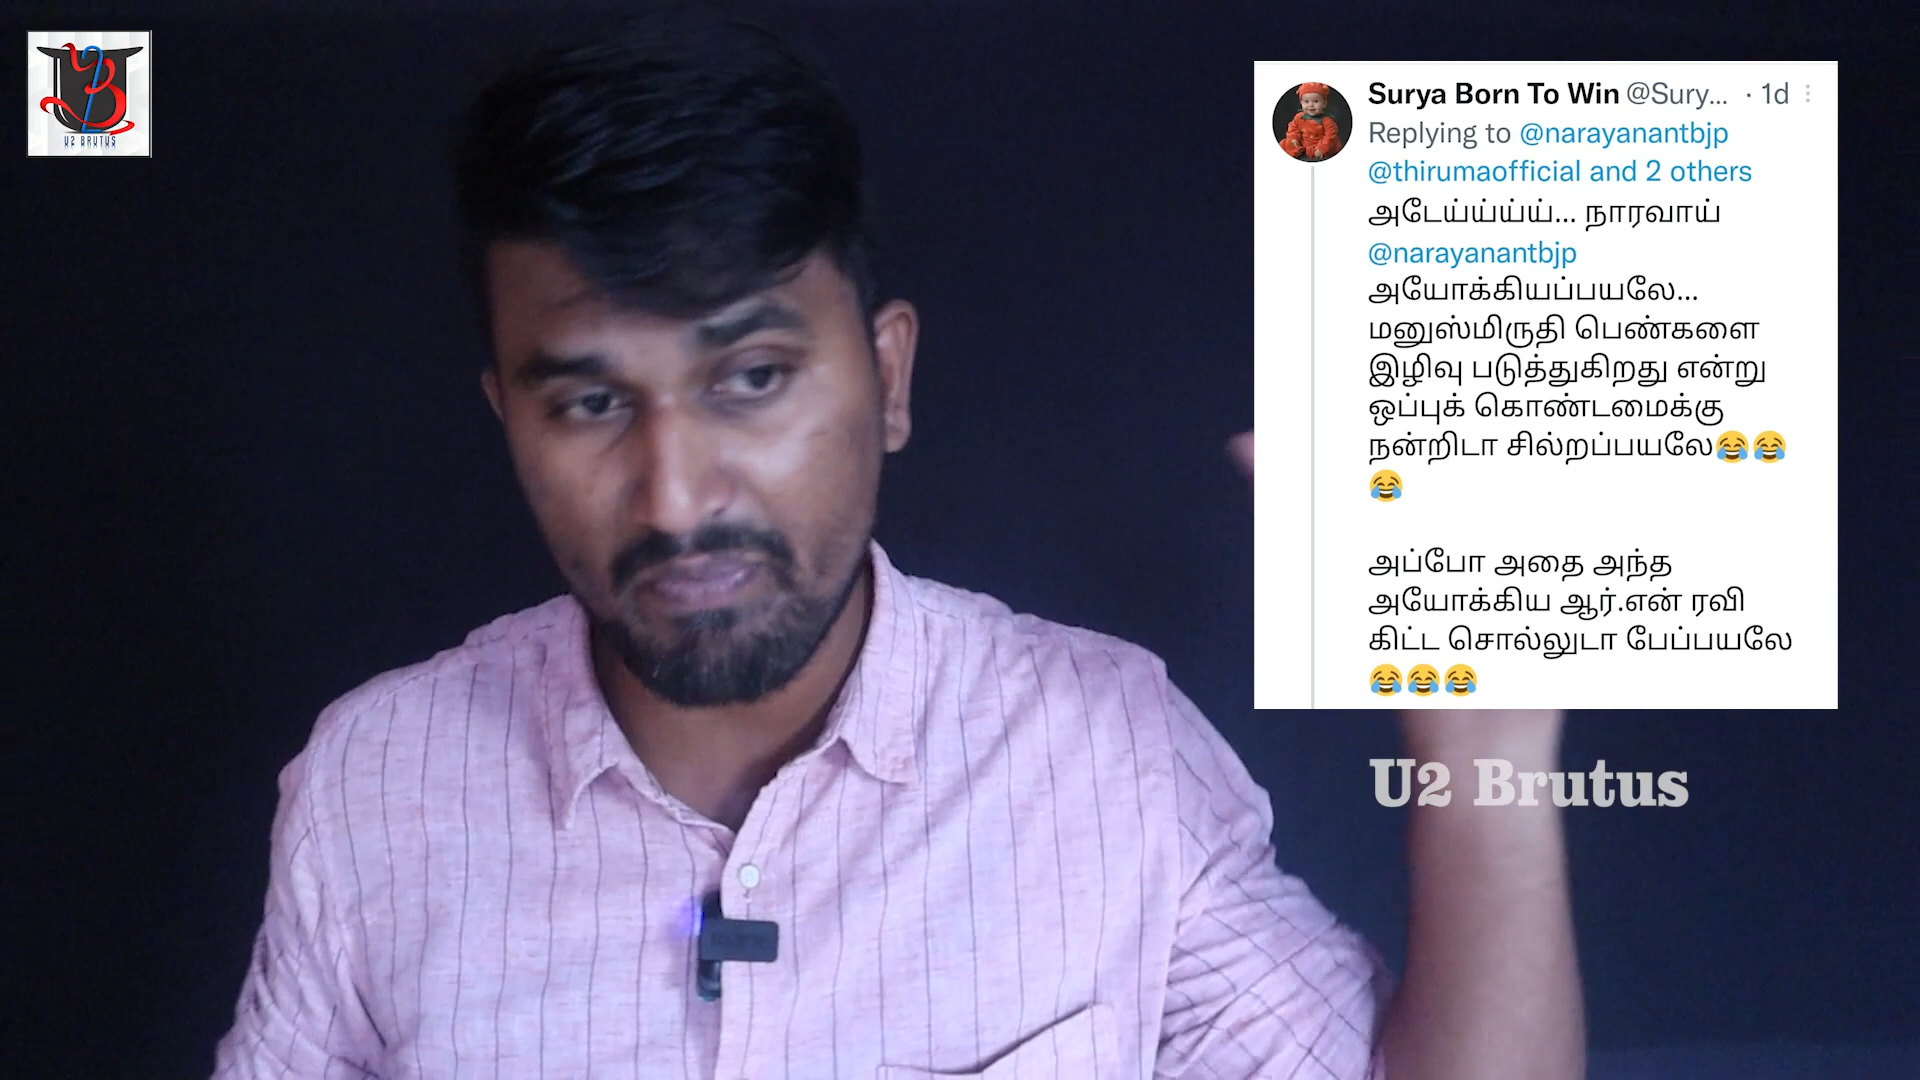 U2 BRUTUS
Surya Born To Win @Sury... · 1d
Replying to @narayanantbjp
@thirumaofficial and 2 others
அடேய்ய்ய்ய்... நாரவாய்
@narayanantbjp
அயோக்கியப்பயலே...
மனுஸ்மிருதி பெண்களை
இழிவு படுத்துகிறது என்று
ஒப்புக் கொண்டமைக்கு
நன்றிடா சில்றப்பயலே😂😂
😂
அப்போ அதை அந்த
அயோக்கிய ஆர்.என் ரவி
கிட்ட சொல்லுடா பேப்பயலே
😂😂😂
U2 Brutus